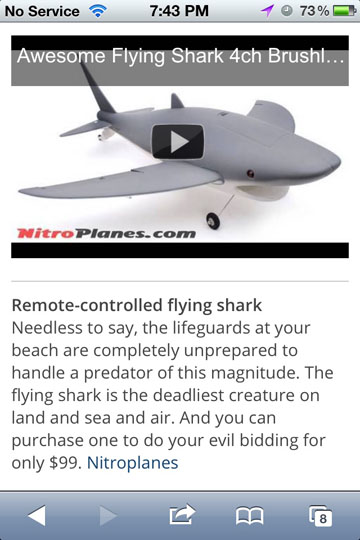 No Service 7:43 PM 73%
Awesome Flying Shark 4ch Brushl...
NitroPlanes.com
Remote-controlled flying shark
Needless to say, the lifeguards at your
beach are completely unprepared to
handle a predator of this magnitude. The
flying shark is the deadliest creature on
land and sea and air. And you can
purchase one to do your evil bidding for
only $99. Nitroplanes
8